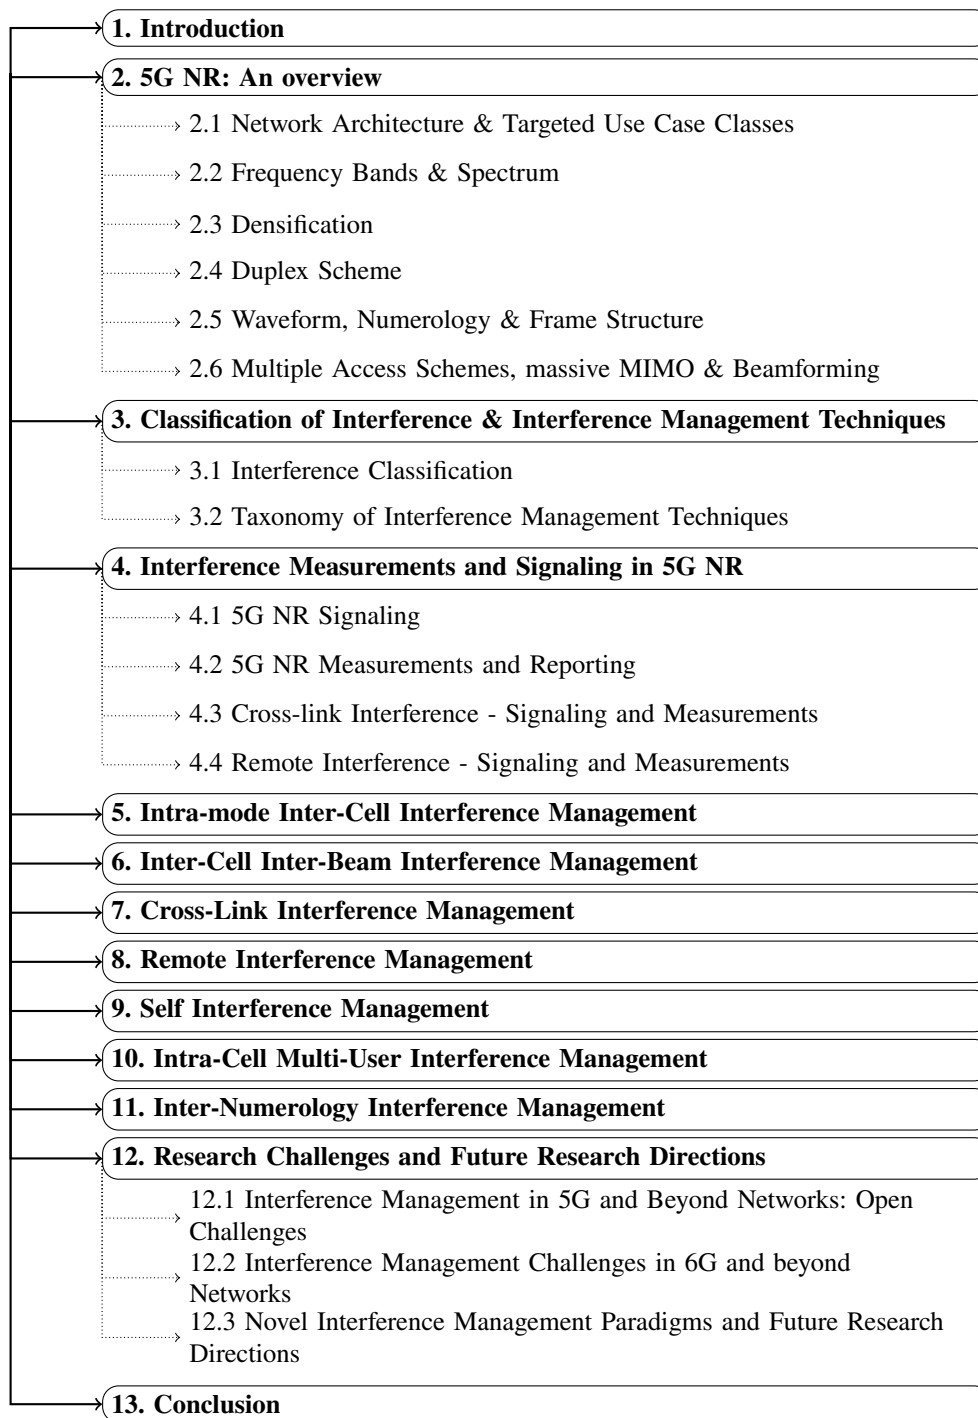 1. Introduction
2. 5G NR: An overview
2.1 Network Architecture & Targeted Use Case Classes
2.2 Frequency Bands & Spectrum
2.3 Densification
2.4 Duplex Scheme
2.5 Waveform, Numerology & Frame Structure
2.6 Multiple Access Schemes, massive MIMO & Beamforming
3. Classification of Interference & Interference Management Techniques
3.1 Interference Classification
3.2 Taxonomy of Interference Management Techniques
4. Interference Measurements and Signaling in 5G NR
4.1 5G NR Signaling
4.2 5G NR Measurements and Reporting
4.3 Cross-link Interference - Signaling and Measurements
4.4 Remote Interference - Signaling and Measurements
5. Intra-mode Inter-Cell Interference Management
6. Inter-Cell Inter-Beam Interference Management
7. Cross-Link Interference Management
8. Remote Interference Management
9. Self Interference Management
10. Intra-Cell Multi-User Interference Management
11. Inter-Numerology Interference Management
12. Research Challenges and Future Research Directions
12.1 Interference Management in 5G and Beyond Networks: Open
Challenges
12.2 Interference Management Challenges in 6G and beyond
Networks
12.3 Novel Interference Management Paradigms and Future Research
Directions
13. Conclusion